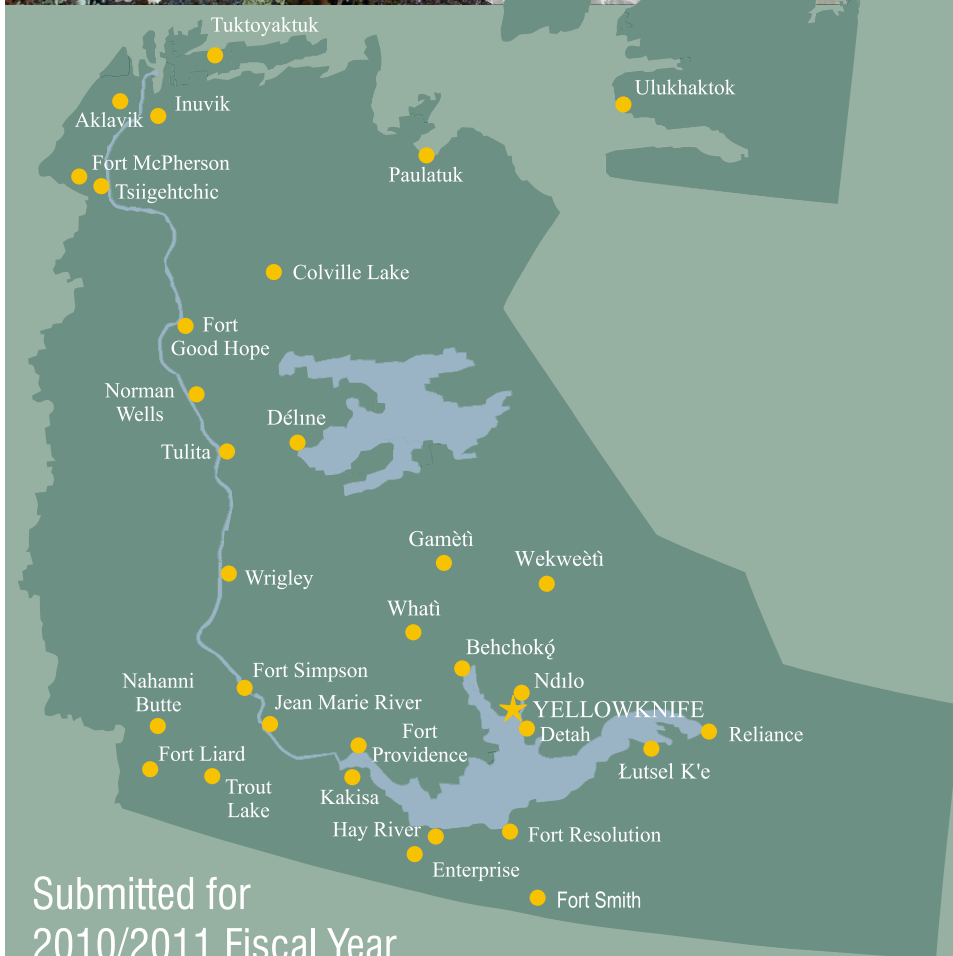 Tuktoyaktuk
Ulukhaktok
Inuvik
Aklavik
Fort McPherson
Paulatuk
Tsiigehtchic
Colville Lake
Fort
Good Hope
Norman
Wells
Délıne
Tulita
Gamètì
Wekweètì
Wrigley
Whatì
Behchokǫ́
Fort Simpson
Nahanni
Butte
Ndılo
Jean Marie River
YELLOWKNIFE
Fort
Providence
Detah
Reliance
Fort Liard
Łutsel K'e
Trout
Lake
Kakisa
Hay River
Fort Resolution
Enterprise
Fort Smith
Submitted for
2010/2011 Fiscal Year